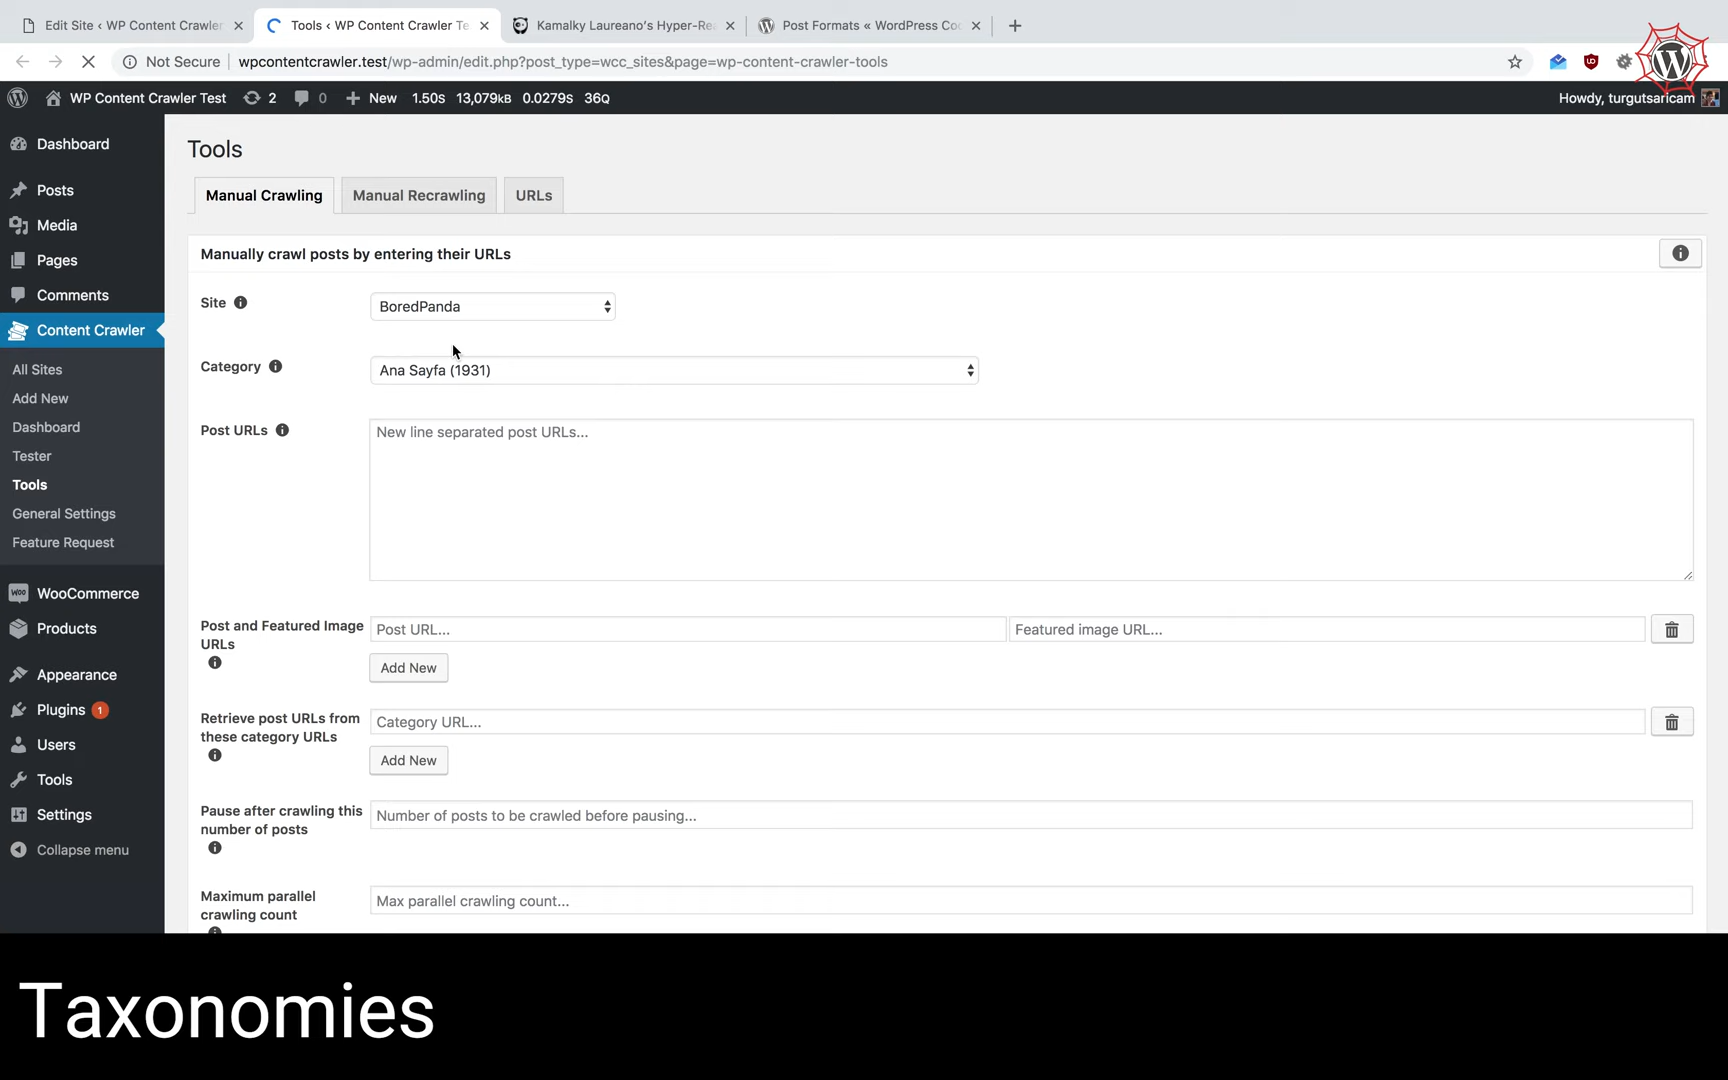 Edit Site ‹ WP Content Crawler
Tools ‹ WP Content Crawler Te
Kamalky Laureano's Hyper-Rea
Post Formats « WordPress Cod
Not Secure
wpcontentcrawler.test/wp-admin/edit.php?post_type=wcc_sites&page=wp-content-crawler-tools
WP Content Crawler Test 2 0 New 1.50s 13,079kB 0.0279s 36Q
Howdy, turgutsaricam
Dashboard
Posts
Media
Pages
Comments
Content Crawler
All Sites
Add New
Dashboard
Tester
Tools
General Settings
Feature Request
WooCommerce
Products
Appearance
Plugins 1
Users
Tools
Settings
Collapse menu
Tools
Manual Crawling
Manual Recrawling
URLs
Manually crawl posts by entering their URLs
Site
BoredPanda
Category
Ana Sayfa (1931)
Post URLs
New line separated post URLs...
Post and Featured Image
URLs
Post URL...
Featured image URL...
Add New
Retrieve post URLs from
these category URLs
Category URL...
Add New
Pause after crawling this
number of posts
Number of posts to be crawled before pausing...
Maximum parallel
crawling count
Max parallel crawling count...
Taxonomies